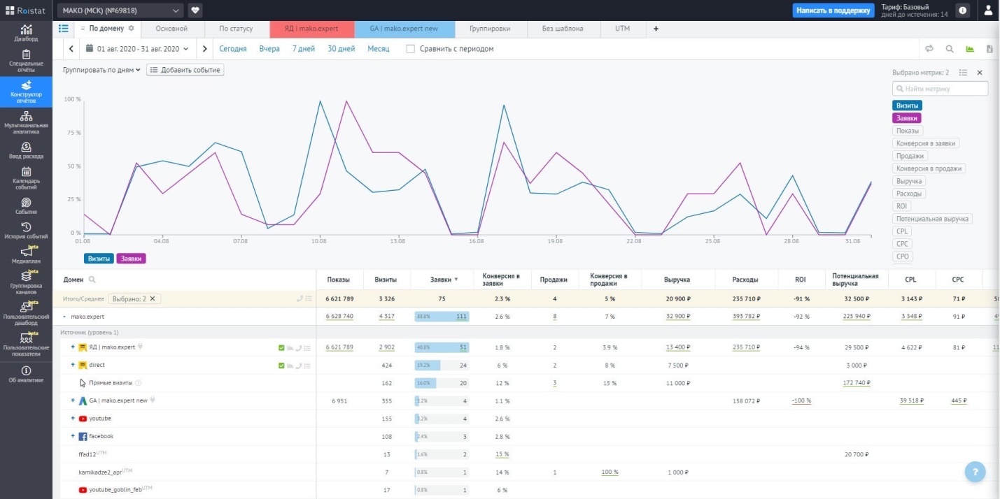 Roistat МАКО (МСК) (№69818) Написать в поддержку Тариф: Базовый
дней до истечения: 14
По домену Основной По статусу ЯД | mako.expert GA | mako.expert new Группировки Без шаблона UTM +
01 авг. 2020 - 31 авг. 2020 Сегодня Вчера 7 дней 30 дней Месяц Сравнить с периодом
Дашборд
Специальные
отчёты
Конструктор
отчётов
Мультиканальная
аналитика
Ввод расхода
Календарь
событий
События
История событий
beta
Медиаплан
beta
Группировка
каналов
beta
Пользовательский
дашборд
beta
Пользовательские
показатели
Об аналитике
Группировать по дням Добавить событие
100 %
75 %
50 %
25 %
0 %
01.08 04.08 07.08 10.08 13.08 16.08 19.08 22.08 25.08 28.08 31.08
Визиты Заявки
Выбрано метрик: 2
Найти метрику
Визиты
Заявки
Показы
Конверсия в заявки
Продажи
Конверсия в продажи
Выручка
Расходы
ROI
Потенциальная выручка
CPL
CPC
CPO
Домен Показы Визиты Заявки Конверсия в заявки Продажи Конверсия в продажи Выручка Расходы ROI Потенциальная выручка CPL CPC
Итого/Среднее Выбрано: 2 6 621 789 3 326 75 2.3 % 4 5 % 20 900 ₽ 235 710 ₽ -91 % 32 500 ₽ 3 143 ₽ 71 ₽
- mako.expert 6 628 740 4 317 88.8% 111 2.6 % 8 7 % 32 900 ₽ 393 782 ₽ -92 % 225 940 ₽ 3 548 ₽ 91 ₽
Источник (уровень 1)
+ ЯД | mako.expert 6 621 789 2 902 40.8% 51 1.8 % 2 3.9 % 13 400 ₽ 235 710 ₽ -94 % 29 500 ₽ 4 622 ₽ 81 ₽
+ direct 424 19.2% 24 6 % 2 8 % 7 500 ₽ 3 000 ₽
Прямые визиты 162 16.0% 20 12 % 3 15 % 11 000 ₽ 172 740 ₽
+ GA | mako.expert new 6 951 355 3.2% 4 1.1 % 158 072 ₽ -100 % 39 518 ₽ 445 ₽
+ youtube 155 3.2% 4 2.6 %
+ facebook 108 2.4% 3 2.8 %
ffad12 UTM 13 1.6% 2 15 % 20 700 ₽
kamikadze2_apr UTM 7 0.8% 1 14 % 1 100 % 1 000 ₽
youtube_goblin_feb UTM 17 0.8% 1 6 %
?